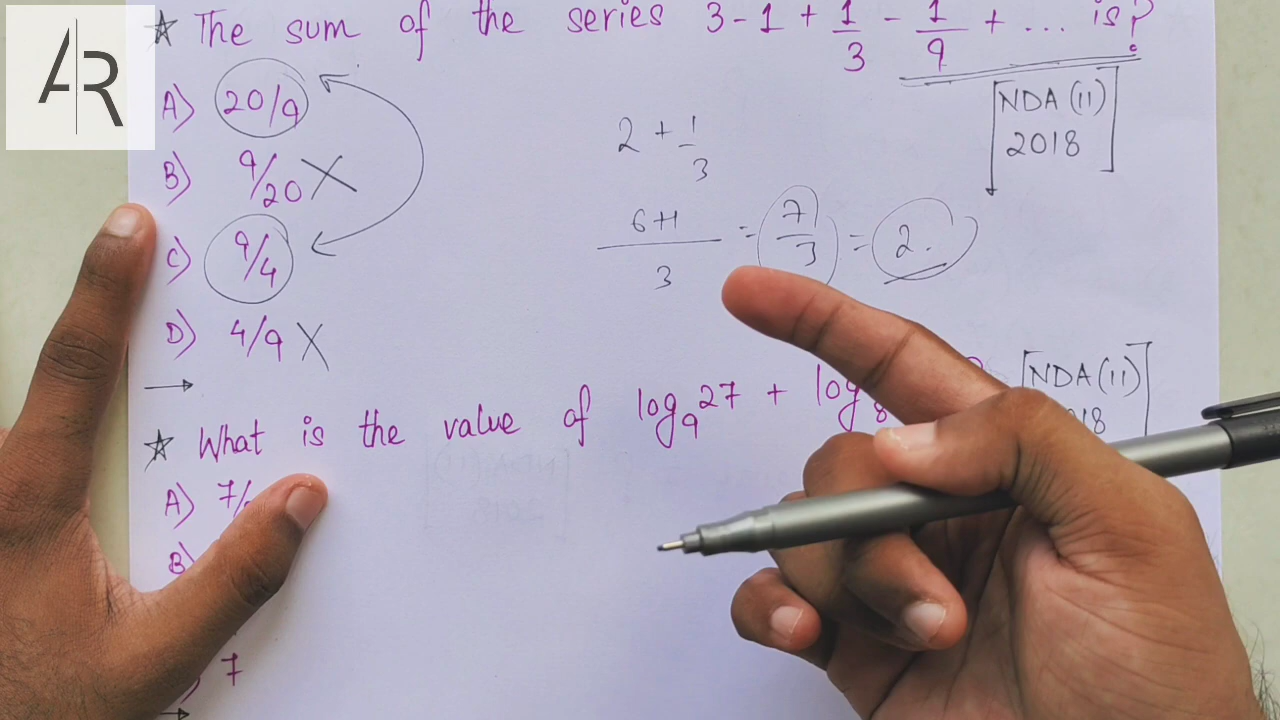 AR
☆ The sum of the series 3 - 1 + 1/3 - 1/9 + ... is?
NDA (II)
2018
A) 20/9
B) 9/20 X
C) 9/4
D) 4/9 X
2 + 1/3
6+1/3 = 7/3 = 2.
→
☆ What is the value of log₉27 + log₈
NDA (II)
18
A) 7/
B)
) 7
→